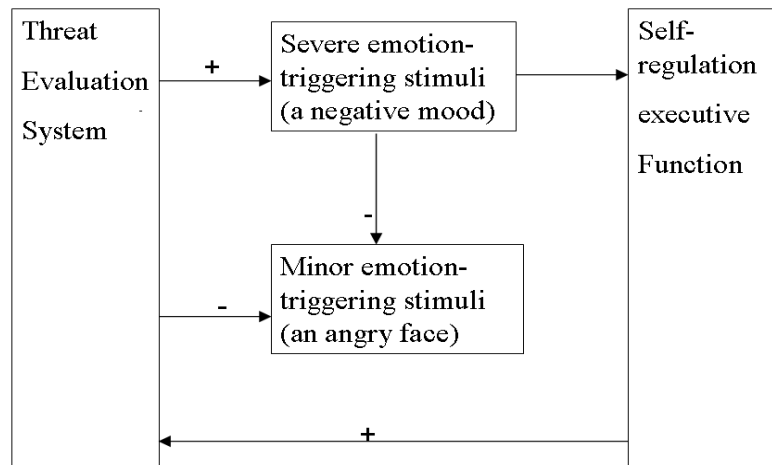 Threat
Evaluation
System
+
Severe emotion-
triggering stimuli
(a negative mood)
Self-
regulation
executive
Function
-
Minor emotion-
triggering stimuli
(an angry face)
-
+